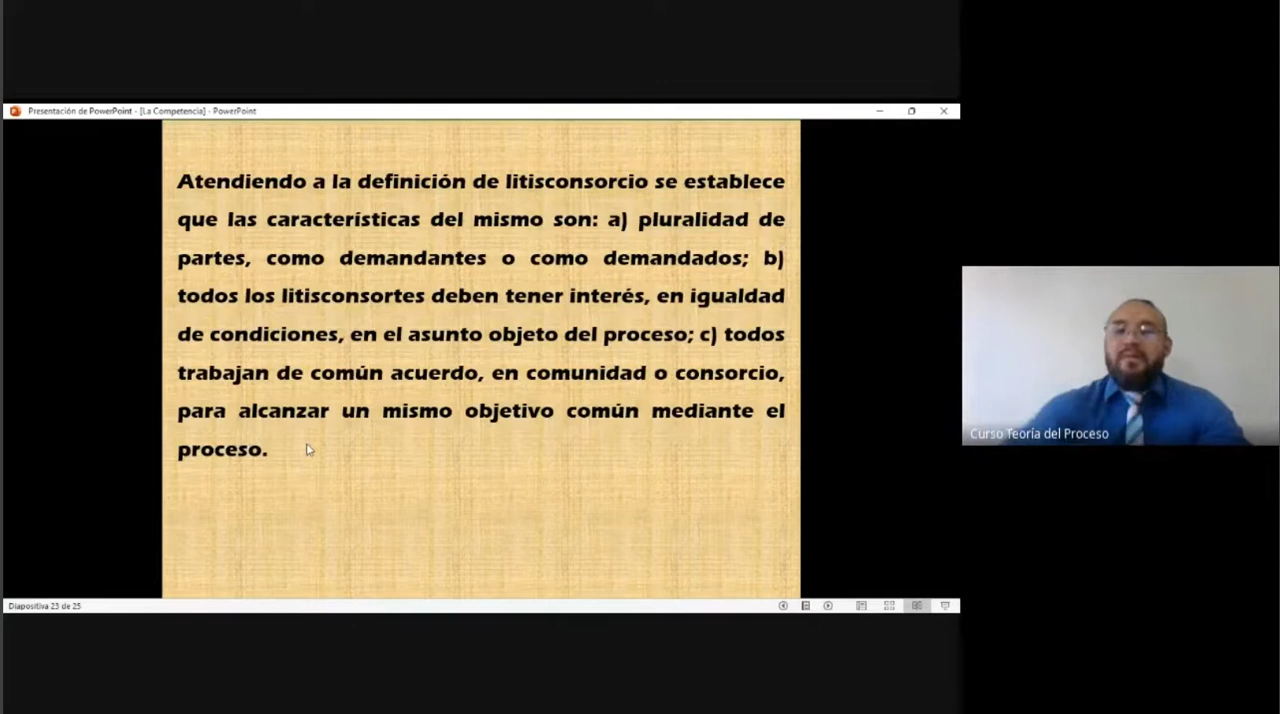 Presentación de PowerPoint - [La Competencia] - PowerPoint
Atendiendo a la definición de litisconsorcio se establece
que las características del mismo son: a) pluralidad de
partes, como demandantes o como demandados; b)
todos los litisconsortes deben tener interés, en igualdad
de condiciones, en el asunto objeto del proceso; c) todos
trabajan de común acuerdo, en comunidad o consorcio,
para alcanzar un mismo objetivo común mediante el
proceso.
Curso Teoría del Proceso
Diapositiva 23 de 25